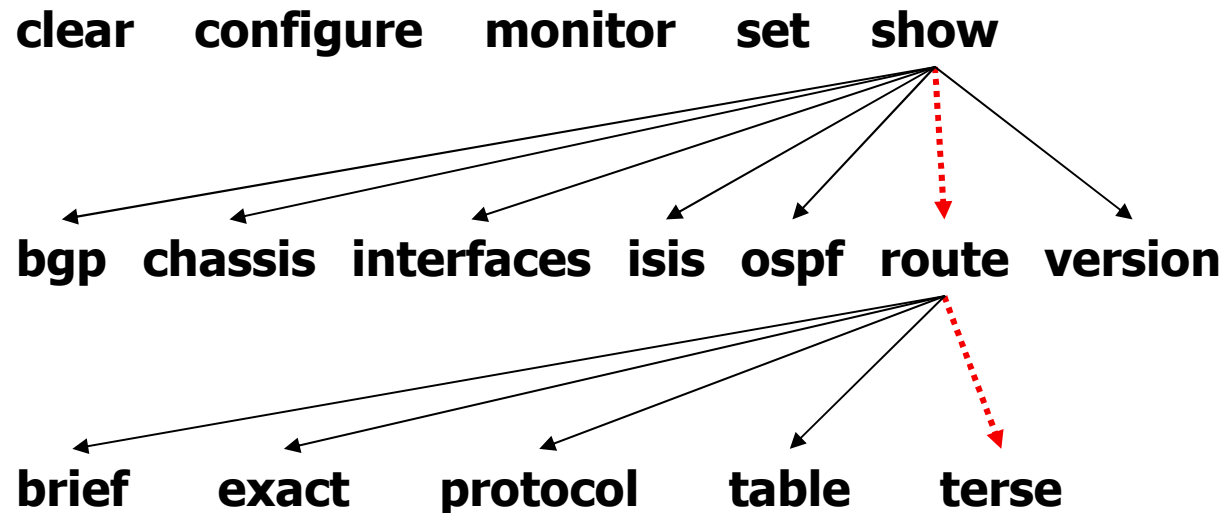 clear configure monitor set show
bgp chassis interfaces isis ospf route version
brief exact protocol table terse